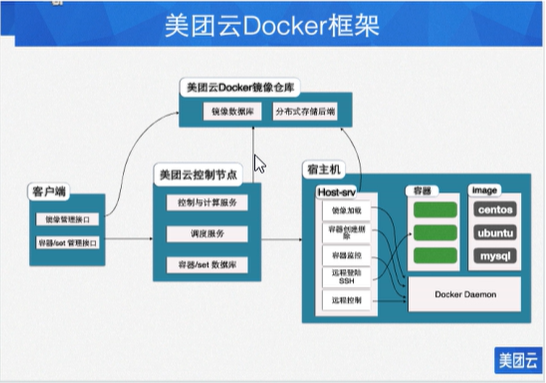 美团云Docker框架
美团云Docker镜像仓库
镜像数据库
分布式存储后端
客户端
镜像管理接口
容器/set 管理接口
美团云控制节点
控制与计算服务
调度服务
容器/set 数据库
宿主机
Host-srv
镜像加载
容器创建删
除
容器监控
远程登陆
SSH
远程控制
容器
image
centos
ubuntu
mysql
Docker Daemon
美团云